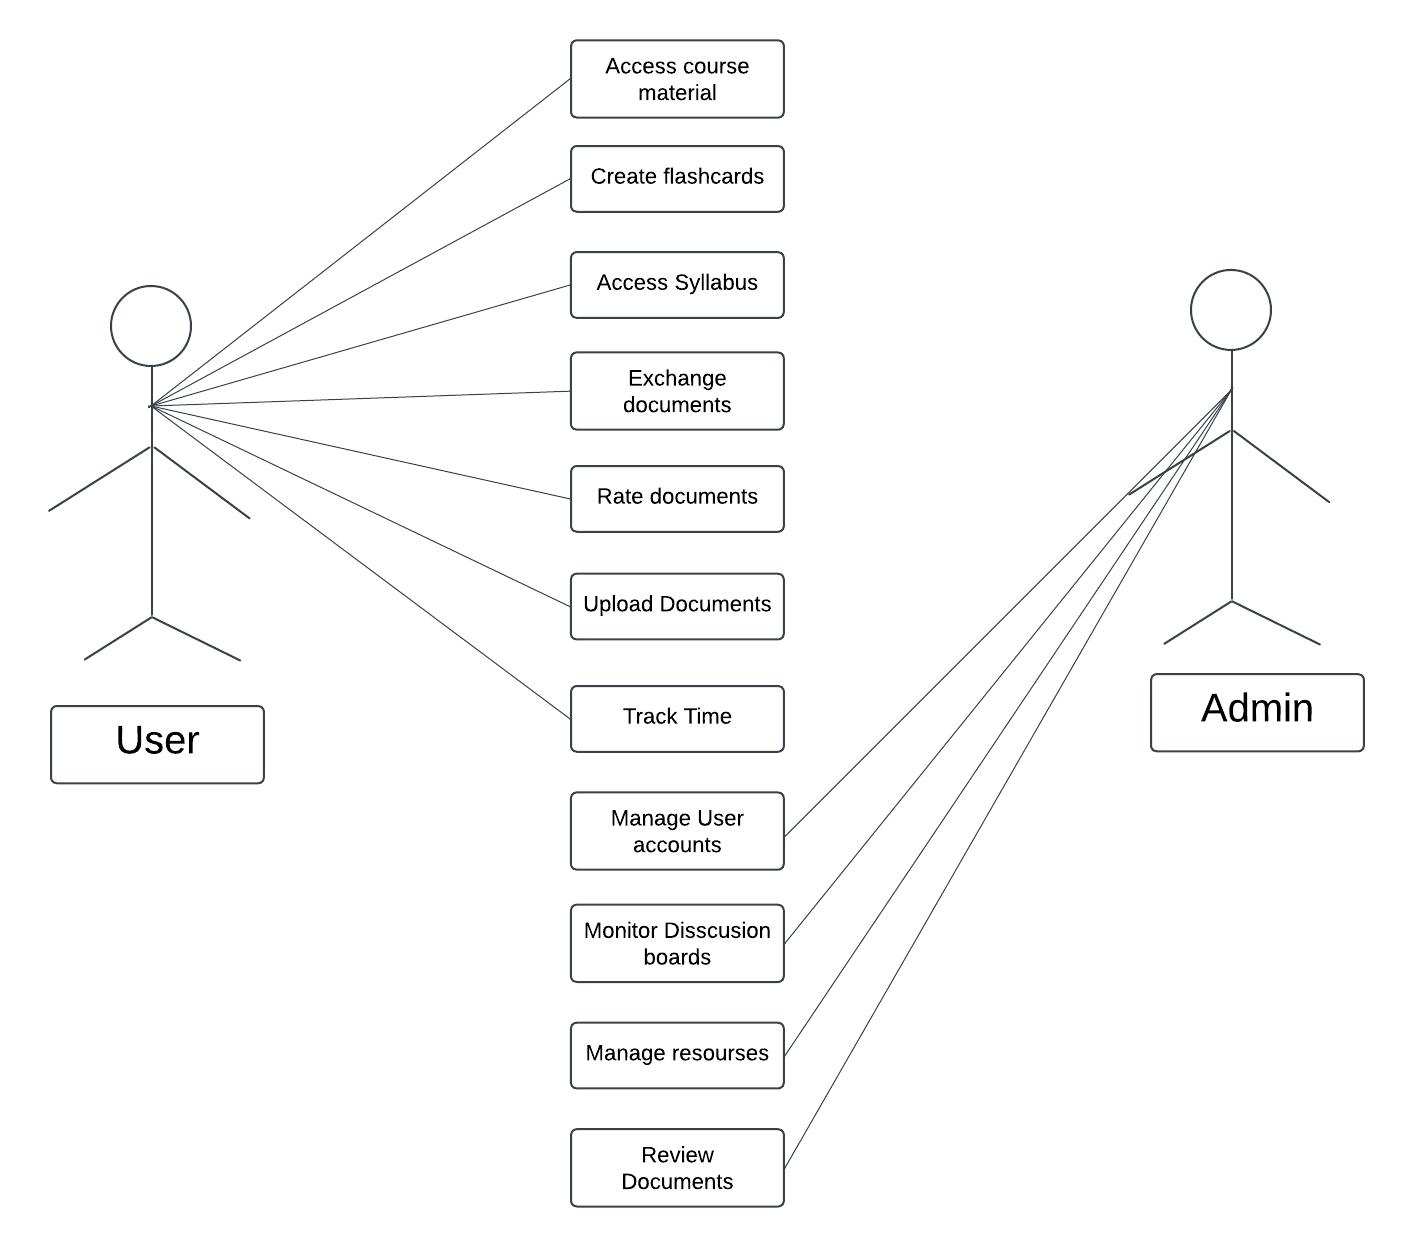 Access course
material
Create flashcards
Access Syllabus
Exchange
documents
Rate documents
Upload Documents
Track Time
User
Admin
Manage User
accounts
Monitor Disscusion
boards
Manage resourses
Review
Documents